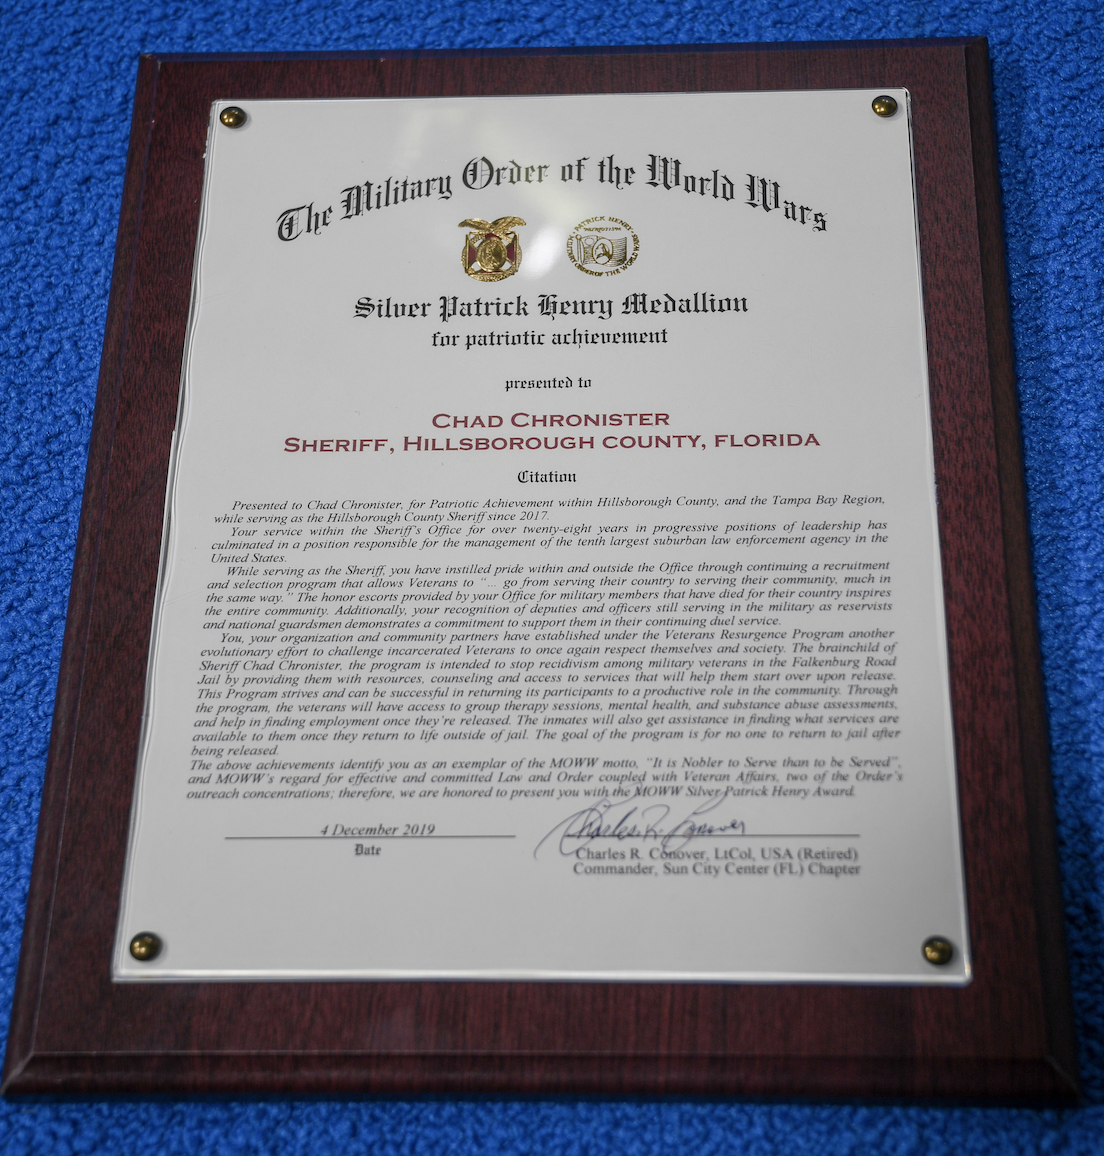 The Military Order of the World Wars
PATRICK HENRY
PATRIOTISM
MILITARY ORDER OF THE WORLD WARS
Silver Patrick Henry Medallion
for patriotic achievement
presented to
CHAD CHRONISTER
SHERIFF, HILLSBOROUGH COUNTY, FLORIDA
Citation
Presented to Chad Chronister, for Patriotic Achievement within Hillsborough County, and the Tampa Bay Region,
while serving as the Hillsborough County Sheriff since 2017.
Your service within the Sheriff's Office for over twenty-eight years in progressive positions of leadership has
culminated in a position responsible for the management of the tenth largest suburban law enforcement agency in the
United States.
While serving as the Sheriff, you have instilled pride within and outside the Office through continuing a recruitment
and selection program that allows Veterans to "... go from serving their country to serving their community, much in
the same way." The honor escorts provided by your Office for military members that have died for their country inspires
the entire community. Additionally, your recognition of deputies and officers still serving in the military as reservists
and national guardsmen demonstrates a commitment to support them in their continuing duel service.
You, your organization and community partners have established under the Veterans Resurgence Program another
evolutionary effort to challenge incarcerated Veterans to once again respect themselves and society. The brainchild of
Sheriff Chad Chronister, the program is intended to stop recidivism among military veterans in the Falkenburg Road
Jail by providing them with resources, counseling and access to services that will help them start over upon release.
This Program strives and can be successful in returning its participants to a productive role in the community. Through
the program, the veterans will have access to group therapy sessions, mental health, and substance abuse assessments,
and help in finding employment once they're released. The inmates will also get assistance in finding what services are
available to them once they return to life outside of jail. The goal of the program is for no one to return to jail after
being released.
The above achievements identify you as an exemplar of the MOWW motto, "It is Nobler to Serve than to be Served",
and MOWW's regard for effective and committed Law and Order coupled with Veteran Affairs, two of the Order's
outreach concentrations; therefore, we are honored to present you with the MOWW Silver Patrick Henry Award.
4 December 2019
Date
Charles R. Conover
Charles R. Conover, LtCol, USA (Retired)
Commander, Sun City Center (FL) Chapter